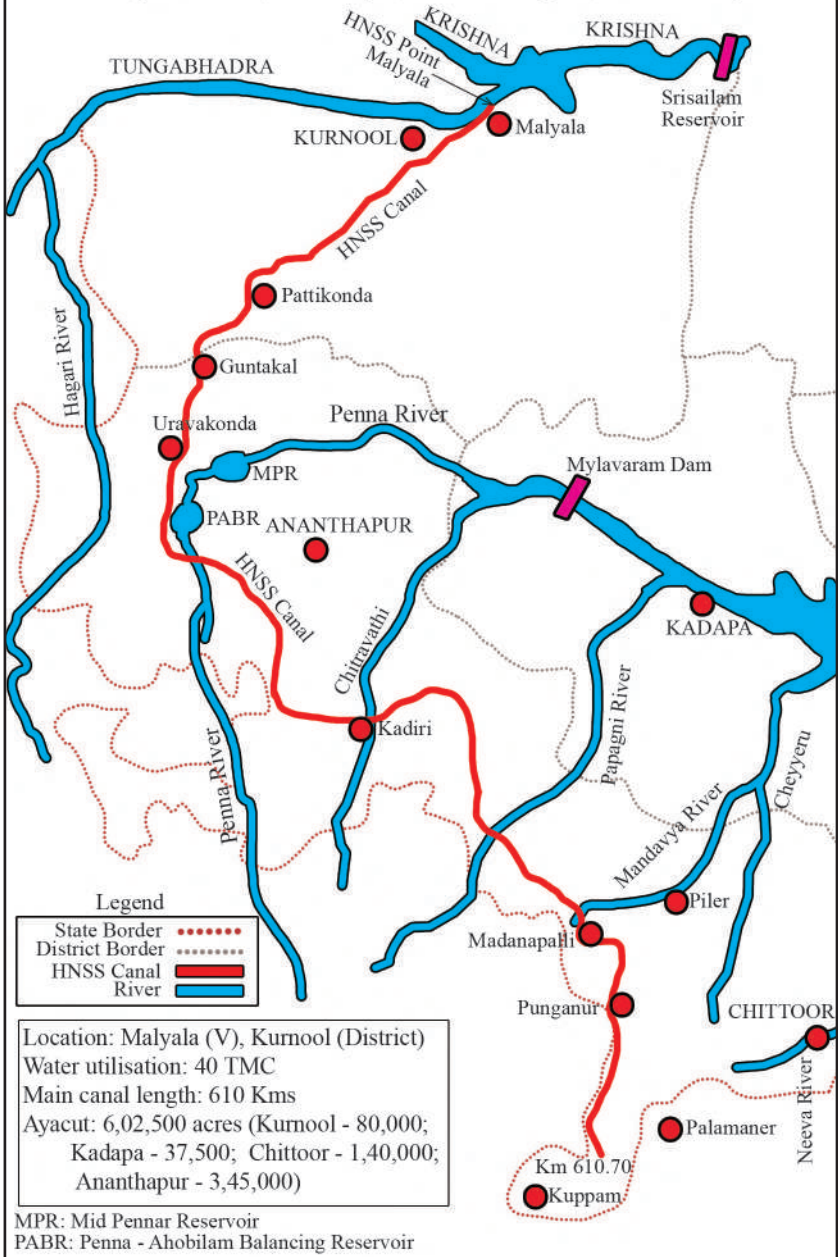 KRISHNA
KRISHNA
HNSS Point
Malyala
TUNGABHADRA
Srisailam
Reservoir
KURNOOL
Malyala
HNSS Canal
Pattikonda
Hagari River
Guntakal
Uravakonda
Penna River
MPR
Mylavaram Dam
PABR
ANANTHAPUR
HNSS Canal
KADAPA
Chitravathi
Kadiri
Papagni River
Penna River
Cheyyeru
Mandavya River
Piler
Madanapalli
Punganur
CHITTOOR
Neeva River
Palamaner
Km 610.70
Kuppam
Legend
State Border
District Border
HNSS Canal
River
Location: Malyala (V), Kurnool (District)
Water utilisation: 40 TMC
Main canal length: 610 Kms
Ayacut: 6,02,500 acres (Kurnool - 80,000;
Kadapa - 37,500; Chittoor - 1,40,000;
Ananthapur - 3,45,000)
MPR: Mid Pennar Reservoir
PABR: Penna - Ahobilam Balancing Reservoir